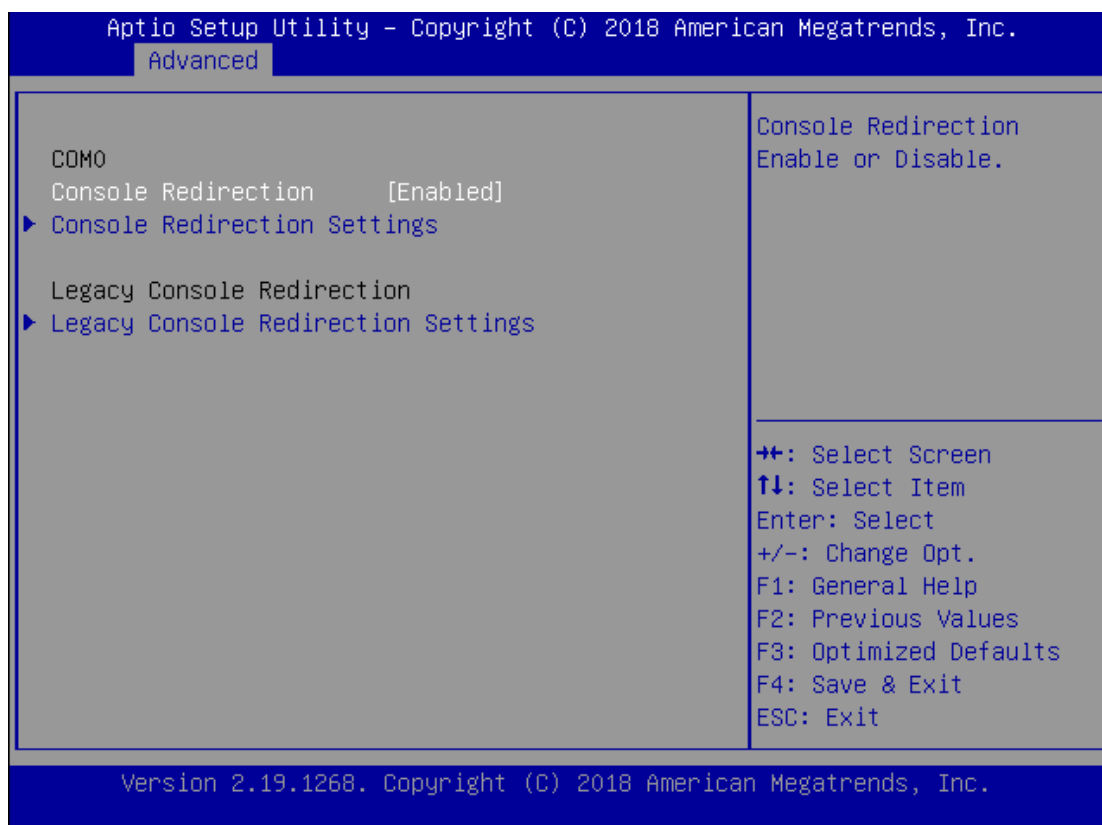 Aptio Setup Utility – Copyright (C) 2018 American Megatrends, Inc.
Advanced
COM0
Console Redirection [Enabled]
Console Redirection Settings
Legacy Console Redirection
Legacy Console Redirection Settings
Console Redirection
Enable or Disable.
→←: Select Screen
↑↓: Select Item
Enter: Select
+/-: Change Opt.
F1: General Help
F2: Previous Values
F3: Optimized Defaults
F4: Save & Exit
ESC: Exit
Version 2.19.1268. Copyright (C) 2018 American Megatrends, Inc.